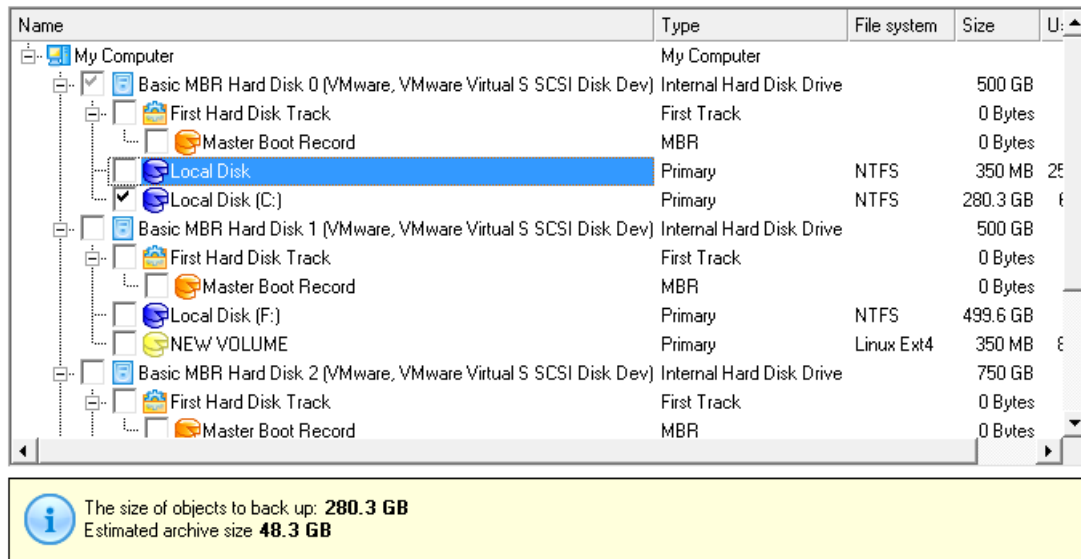 Name Type File system Size
My Computer My Computer
Basic MBR Hard Disk 0 (VMware, VMware Virtual S SCSI Disk Dev) Internal Hard Disk Drive 500 GB
First Hard Disk Track First Track 0 Bytes
Master Boot Record MBR 0 Bytes
Local Disk Primary NTFS 350 MB 25
Local Disk (C:) Primary NTFS 280.3 GB
Basic MBR Hard Disk 1 (VMware, VMware Virtual S SCSI Disk Dev) Internal Hard Disk Drive 500 GB
First Hard Disk Track First Track 0 Bytes
Master Boot Record MBR 0 Bytes
Local Disk (F:) Primary NTFS 499.6 GB
NEW VOLUME Primary Linux Ext4 350 MB
Basic MBR Hard Disk 2 (VMware, VMware Virtual S SCSI Disk Dev) Internal Hard Disk Drive 750 GB
First Hard Disk Track First Track 0 Bytes
Master Boot Record MBR 0 Bytes
The size of objects to back up: 280.3 GB
Estimated archive size 48.3 GB